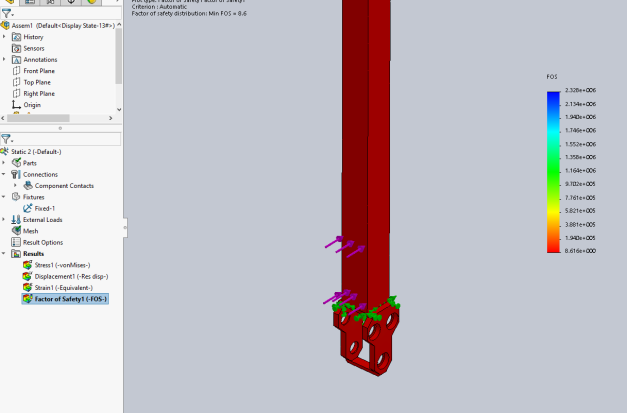 Criterion : Automatic
Factor of safety distribution: Min FOS = 8.6
Assem1 (Default<Display State-13#>)
History
Sensors
Annotations
Front Plane
Top Plane
Right Plane
Origin
Static 2 (-Default-)
Parts
Connections
Component Contacts
Fixtures
Fixed-1
External Loads
Mesh
Result Options
Results
Stress1 (-vonMises-)
Displacement1 (-Res disp-)
Strain1 (-Equivalent-)
Factor of Safety1 (-FOS-)
FOS
2.328e+006
2.134e+006
1.940e+006
1.746e+006
1.552e+006
1.358e+006
1.164e+006
9.702e+005
7.761e+005
5.821e+005
3.881e+005
1.940e+005
8.616e+000